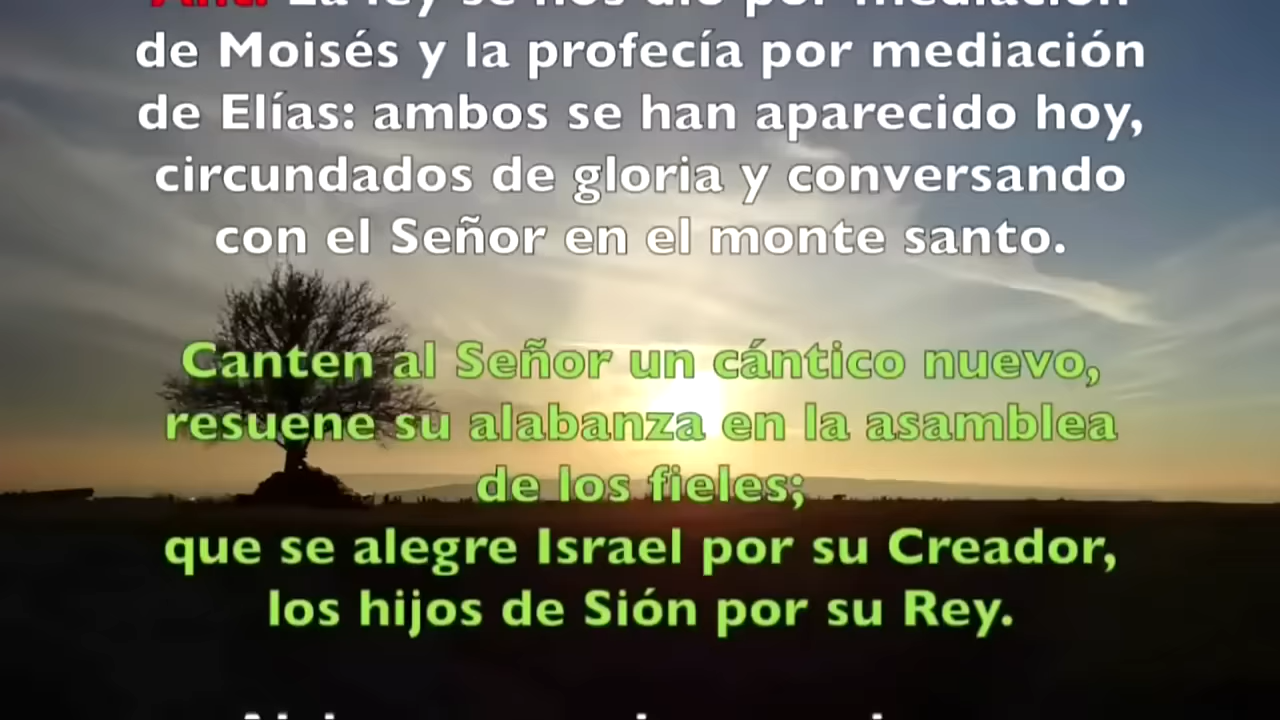 Ant. La ley se nos dio por mediación
de Moisés y la profecía por mediación
de Elías: ambos se han aparecido hoy,
circundados de gloria y conversando
con el Señor en el monte santo.
Canten al Señor un cántico nuevo,
resuene su alabanza en la asamblea
de los fieles;
que se alegre Israel por su Creador,
los hijos de Sión por su Rey.